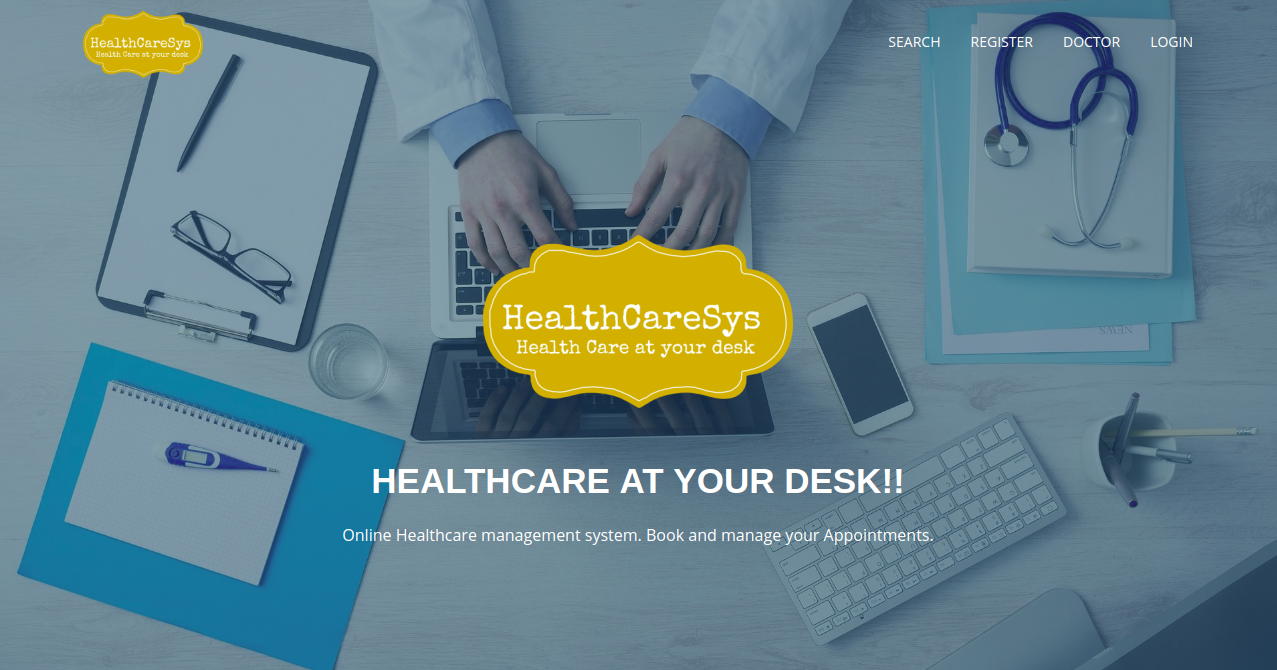 HealthCareSys
Health Care at your desk
SEARCH REGISTER DOCTOR LOGIN
HealthCareSys
Health Care at your desk
NEWS
HEALTHCARE AT YOUR DESK!!
Online Healthcare management system. Book and manage your Appointments.